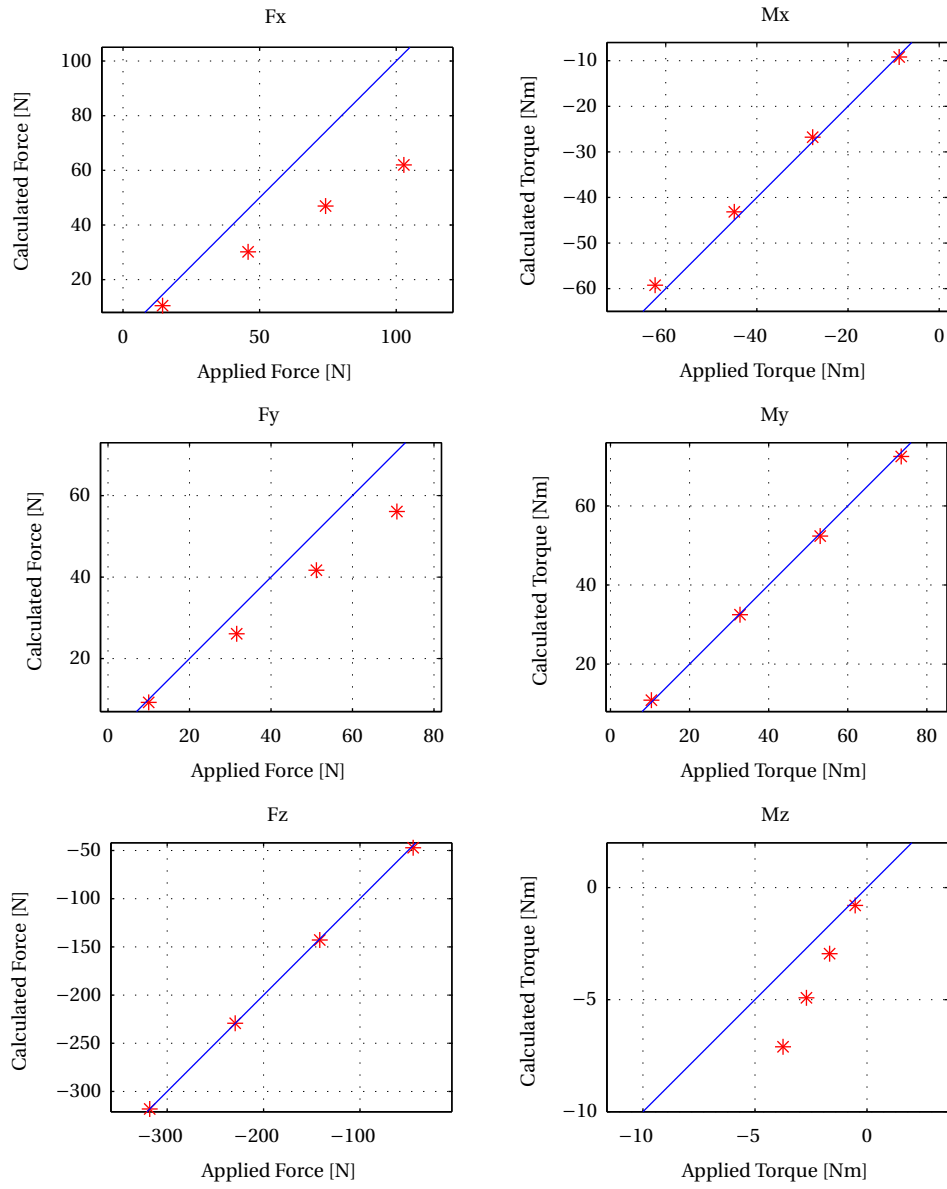 Fx
100
80
60
40
20
Calculated Force [N]
0
50
100
Applied Force [N]
Mx
−10
−20
−30
−40
−50
−60
Calculated Torque [Nm]
−60
−40
−20
0
Applied Torque [Nm]
Fy
60
40
20
Calculated Force [N]
0
20
40
60
80
Applied Force [N]
My
60
40
20
Calculated Torque [Nm]
0
20
40
60
80
Applied Torque [Nm]
Fz
−50
−100
−150
−200
−250
−300
Calculated Force [N]
−300
−200
−100
Applied Force [N]
Mz
0
−5
−10
Calculated Torque [Nm]
−10
−5
0
Applied Torque [Nm]